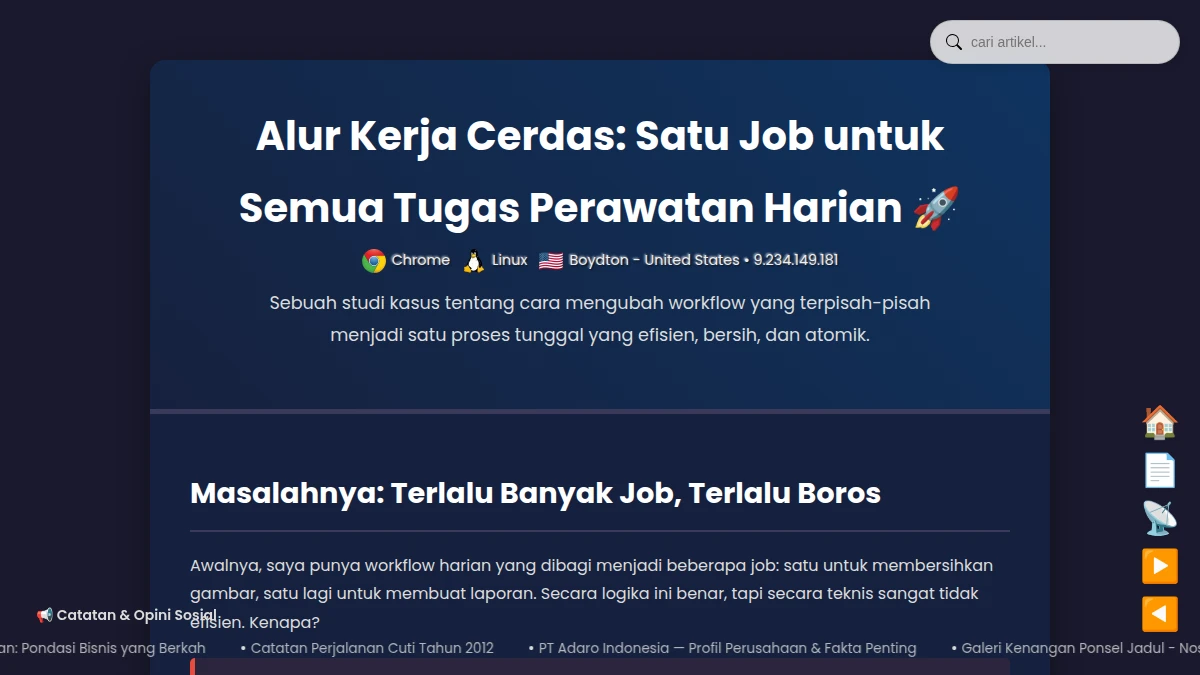 cari artikel...
Alur Kerja Cerdas: Satu Job untuk
Semua Tugas Perawatan Harian 🚀
Chrome Linux Boydton - United States • 9.234.149.181
Sebuah studi kasus tentang cara mengubah workflow yang terpisah-pisah
menjadi satu proses tunggal yang efisien, bersih, dan atomik.
Masalahnya: Terlalu Banyak Job, Terlalu Boros
Awalnya, saya punya workflow harian yang dibagi menjadi beberapa job: satu untuk membersihkan
gambar, satu lagi untuk membuat laporan. Secara logika ini benar, tapi secara teknis sangat tidak
efisien. Kenapa?
📢 Catatan & Opini Sosial
an: Pondasi Bisnis yang Berkah • Catatan Perjalanan Cuti Tahun 2012 • PT Adaro Indonesia — Profil Perusahaan & Fakta Penting • Galeri Kenangan Ponsel Jadul - Nos